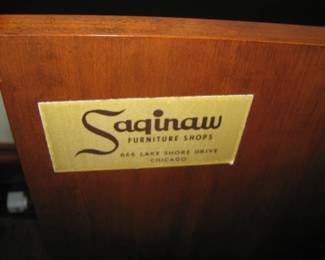 Saginaw
FURNITURE SHOPS
666 LAKE SHORE DRIVE
CHICAGO